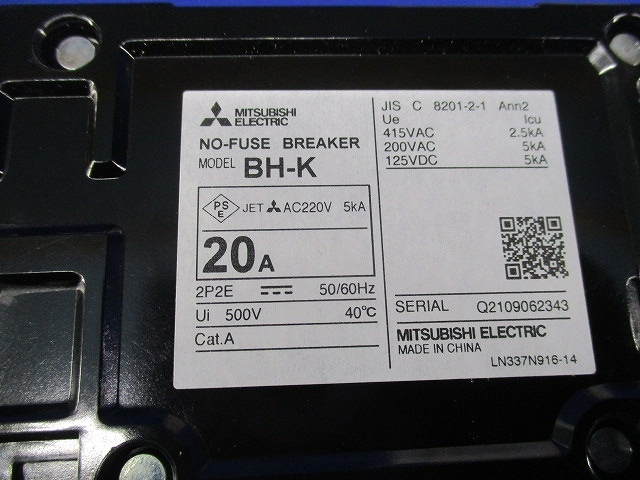 MITSUBISHI
ELECTRIC
NO-FUSE BREAKER
MODEL BH-K
PS
E
JET AC220V 5kA
20A
2P2E 50/60Hz
Ui 500V 40℃
Cat.A
JIS C 8201-2-1 Ann2
Ue Icu
415VAC 2.5kA
200VAC 5kA
125VDC 5kA
SERIAL Q2109062343
MITSUBISHI ELECTRIC
MADE IN CHINA
LN337N916-14